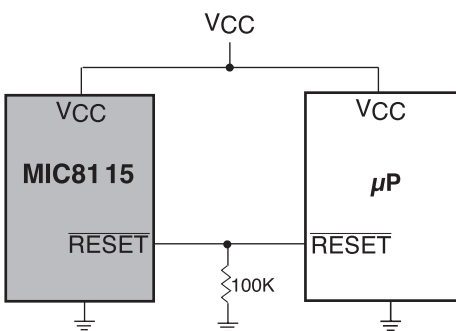 VCC
VCC
VCC
MIC8115
µP
RESET
RESET
100K